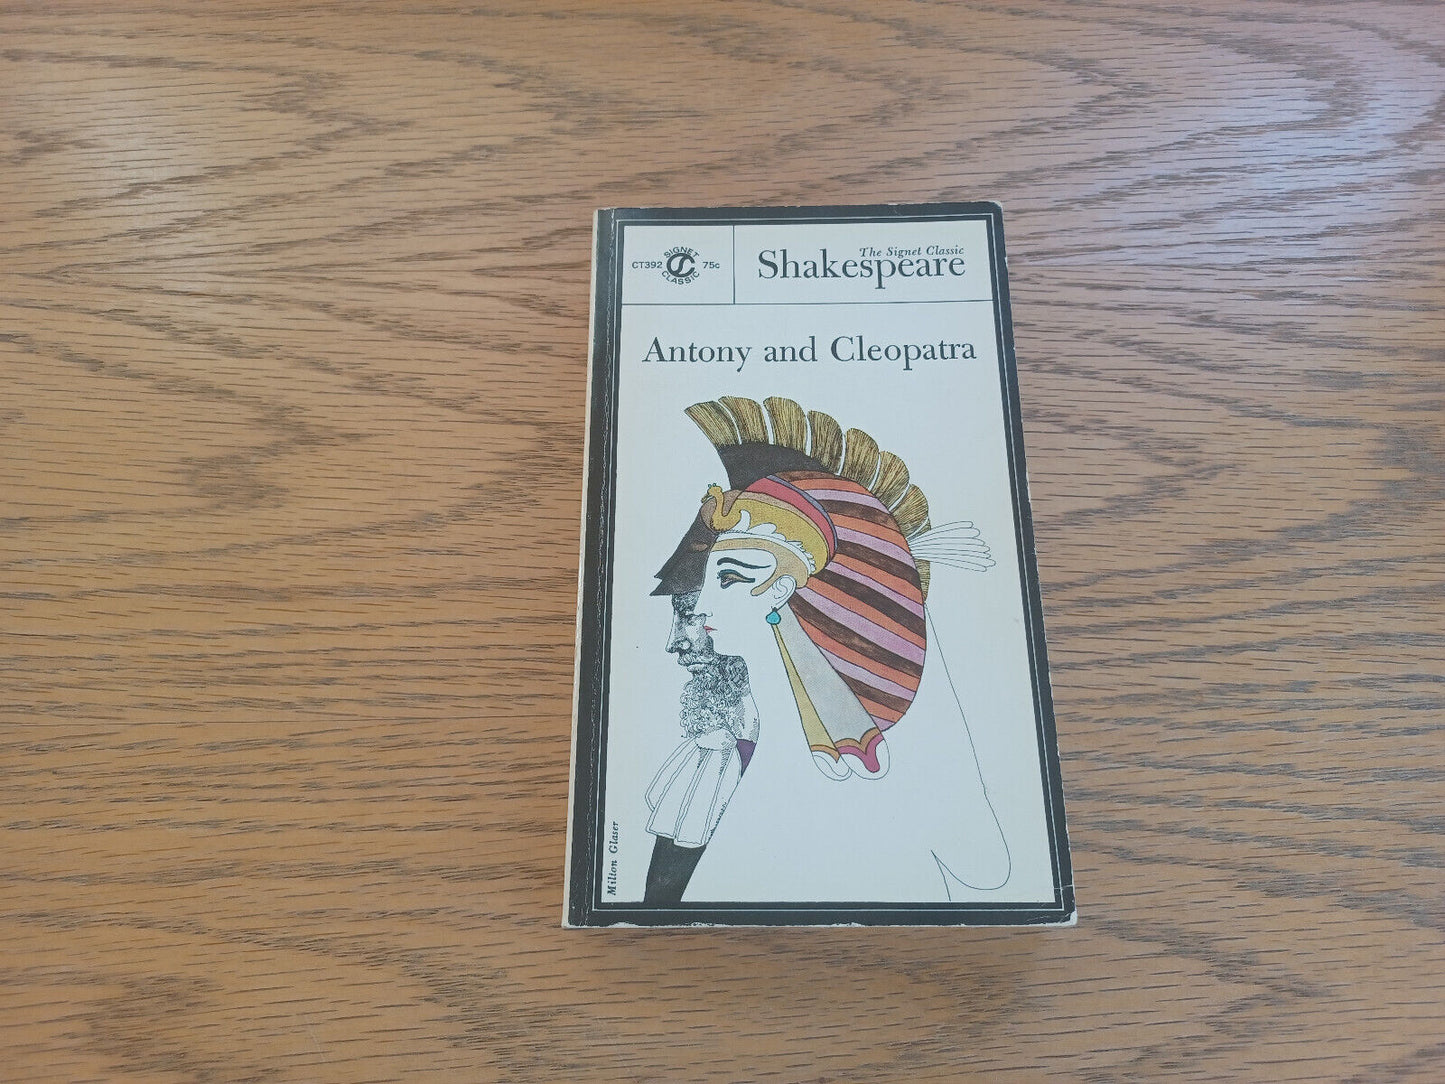 CT392 SIGNET CLASSIC 75c
The Signet Classic
Shakespeare
Antony and Cleopatra
Milton Glaser